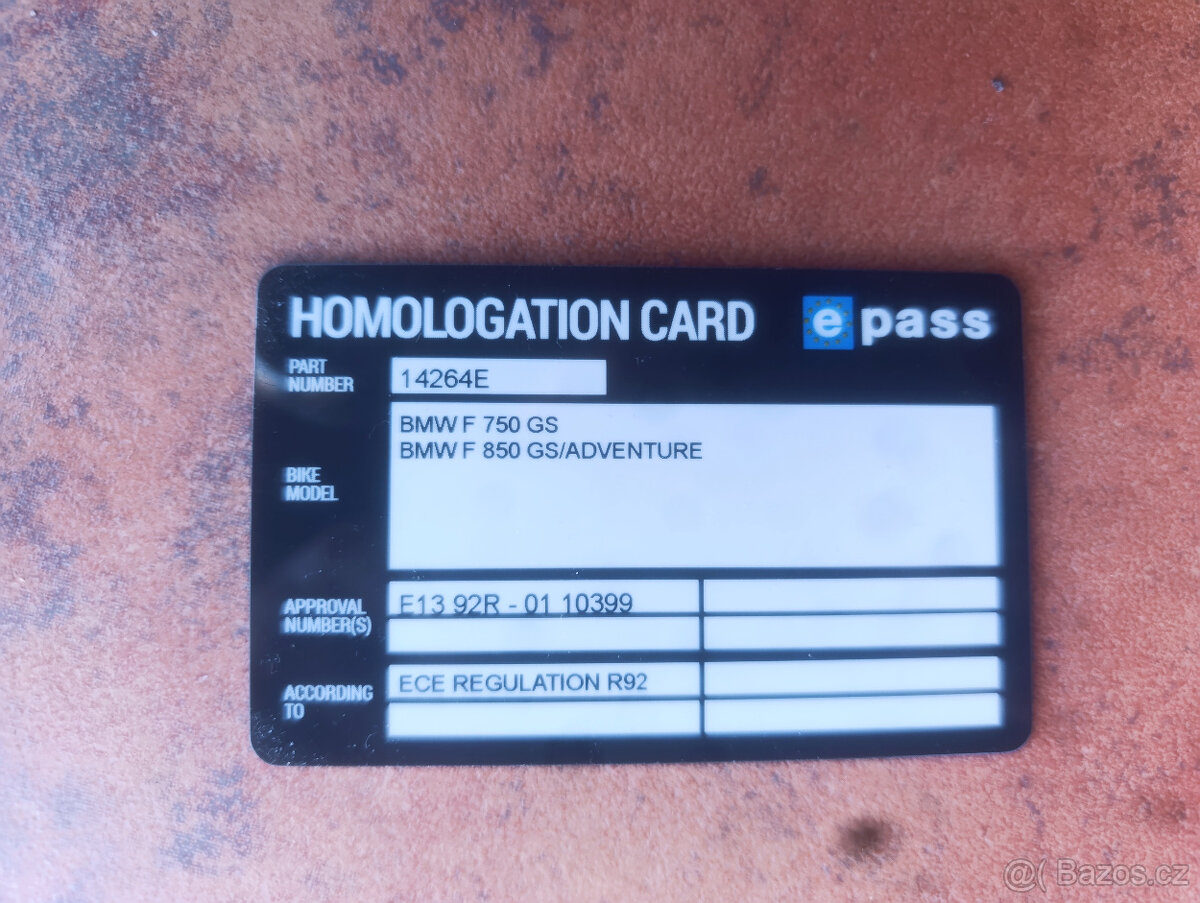 HOMOLOGATION CARD
e pass
PART
NUMBER
14264E
BIKE
MODEL
BMW F 750 GS
BMW F 850 GS/ADVENTURE
APPROVAL
NUMBER(S)
E13 92R - 01 10399
ACCORDING
TO
ECE REGULATION R92
@( Bazos.cz